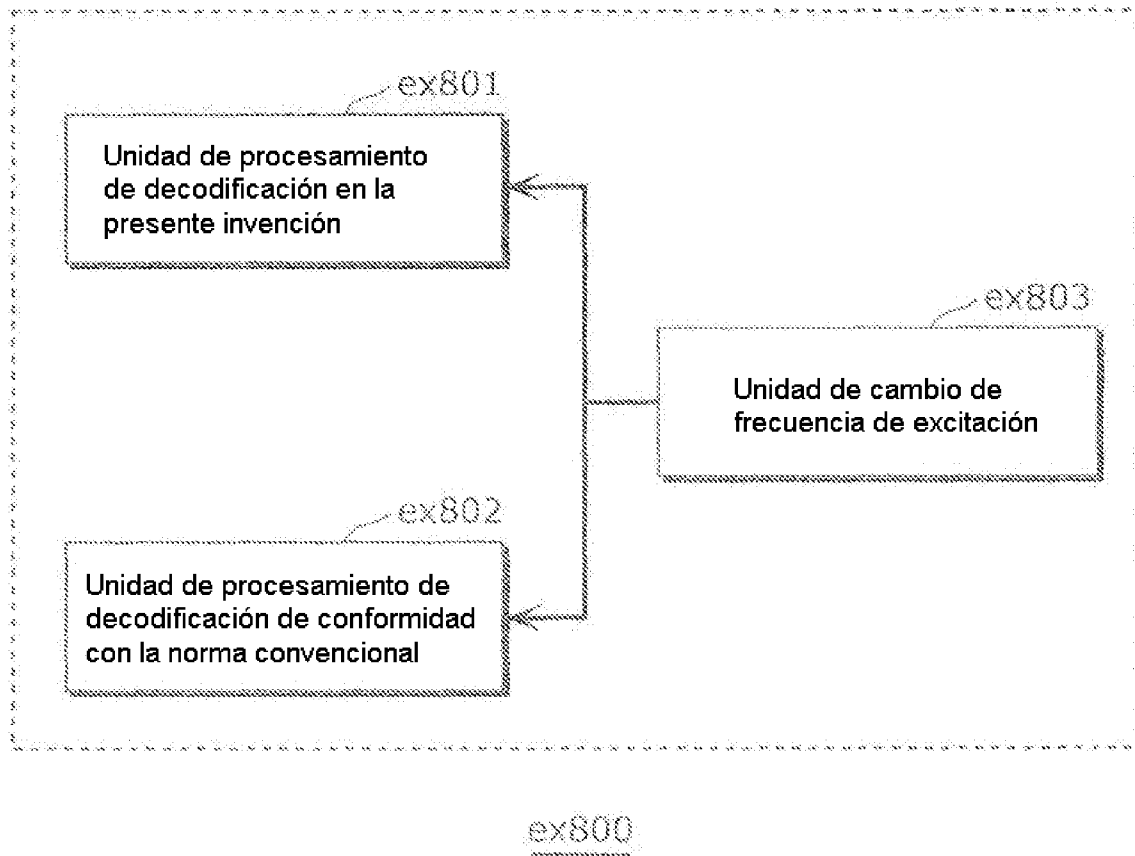 ex801
Unidad de procesamiento
de decodificación en la
presente invención
ex803
Unidad de cambio de
frecuencia de excitación
ex802
Unidad de procesamiento de
decodificación de conformidad
con la norma convencional
ex800